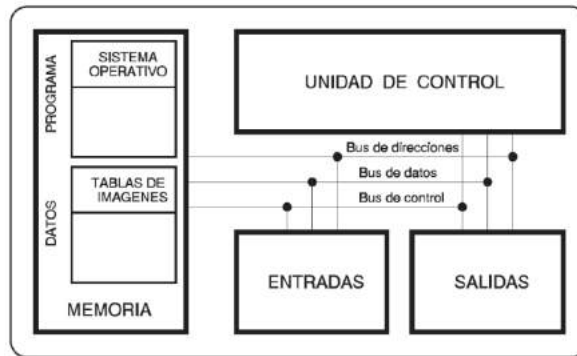 PROGRAMA
SISTEMA
OPERATIVO
DATOS
TABLAS DE
IMAGENES
MEMORIA
UNIDAD DE CONTROL
Bus de direcciones
Bus de datos
Bus de control
ENTRADAS
SALIDAS